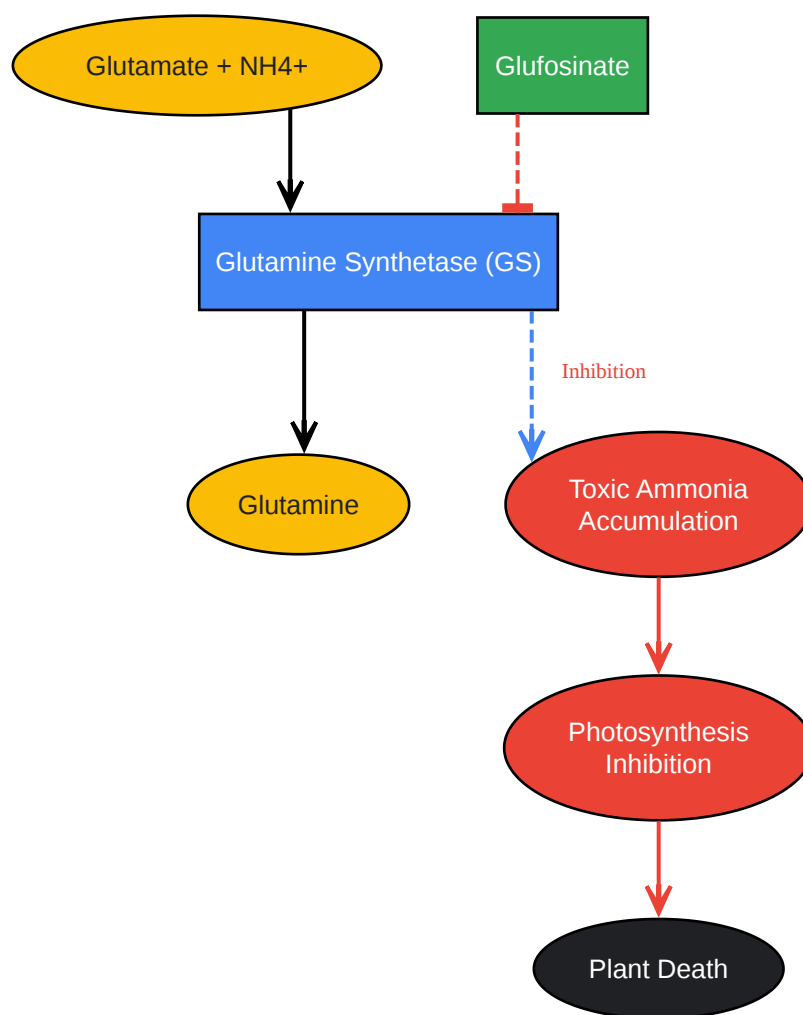 Glutamate + NH4+
Glufosinate
Glutamine Synthetase (GS)
Inhibition
Glutamine
Toxic Ammonia
Accumulation
Photosynthesis
Inhibition
Plant Death